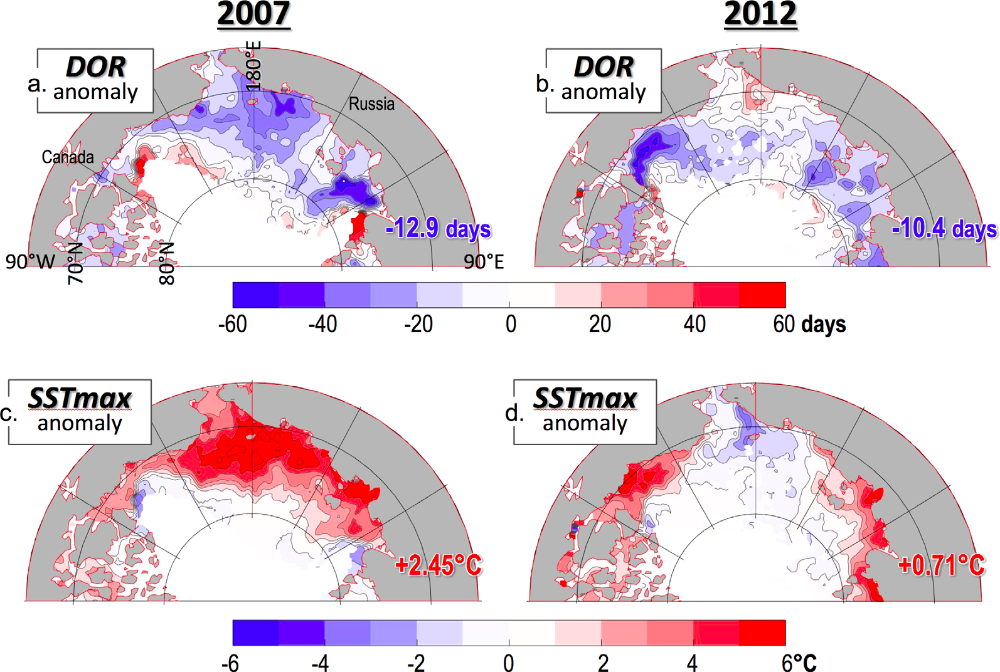 2007
2012
DOR
anomaly
a.
180°E
Russia
Canada
-12.9 days
90°W
70°N
80°N
90°E
DOR
anomaly
b.
-10.4 days
-60 -40 -20 0 20 40 60 days
SSTmax
anomaly
c.
+2.45°C
SSTmax
anomaly
d.
+0.71°C
-6 -4 -2 0 2 4 6°C